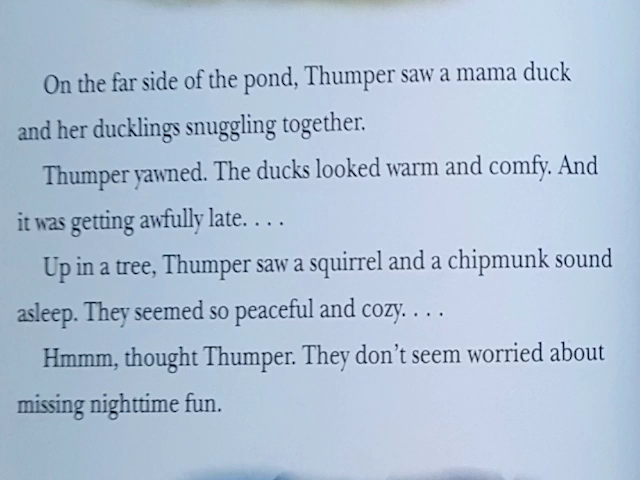 On the far side of the pond, Thumper saw a mama duck
and her ducklings snuggling together.
Thumper yawned. The ducks looked warm and comfy. And
it was getting awfully late. . . .
Up in a tree, Thumper saw a squirrel and a chipmunk sound
asleep. They seemed so peaceful and cozy. . . .
Hmmm, thought Thumper. They don’t seem worried about
missing nighttime fun.